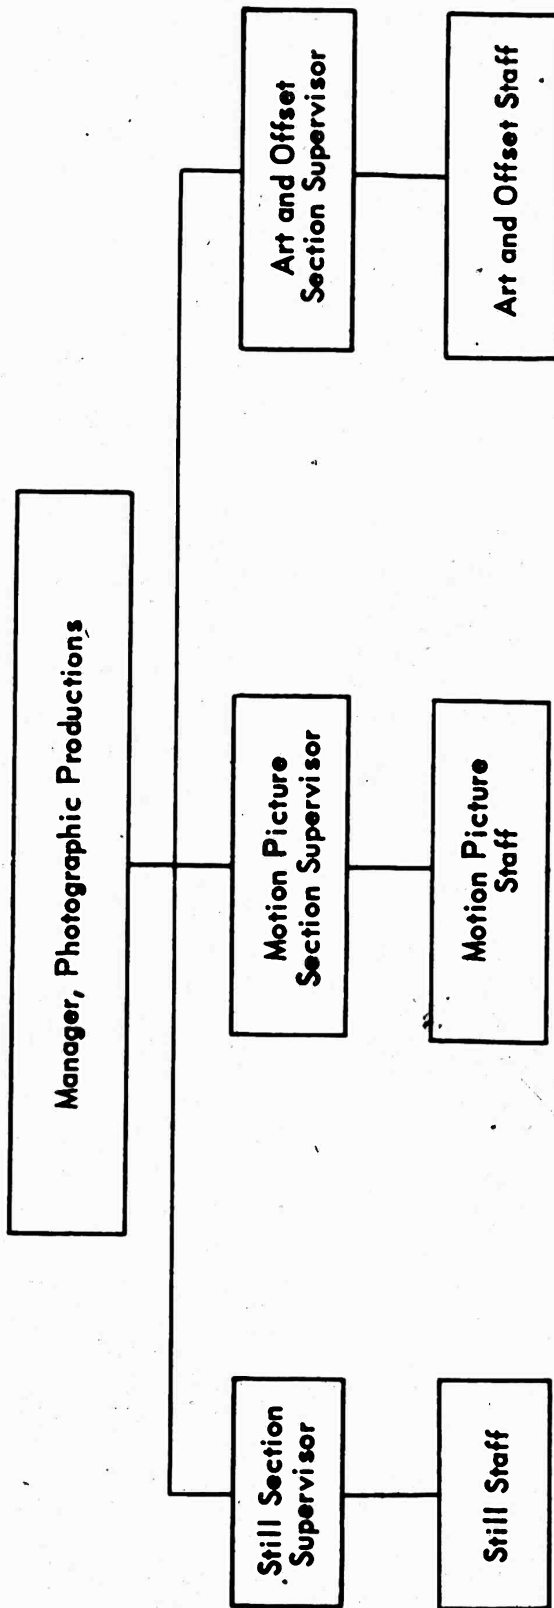 Manager, Photographic Productions
Still Section
Supervisor
Motion Picture
Section Supervisor
Art and Offset
Section Supervisor
Still Staff
Motion Picture
Staff
Art and Offset Staff